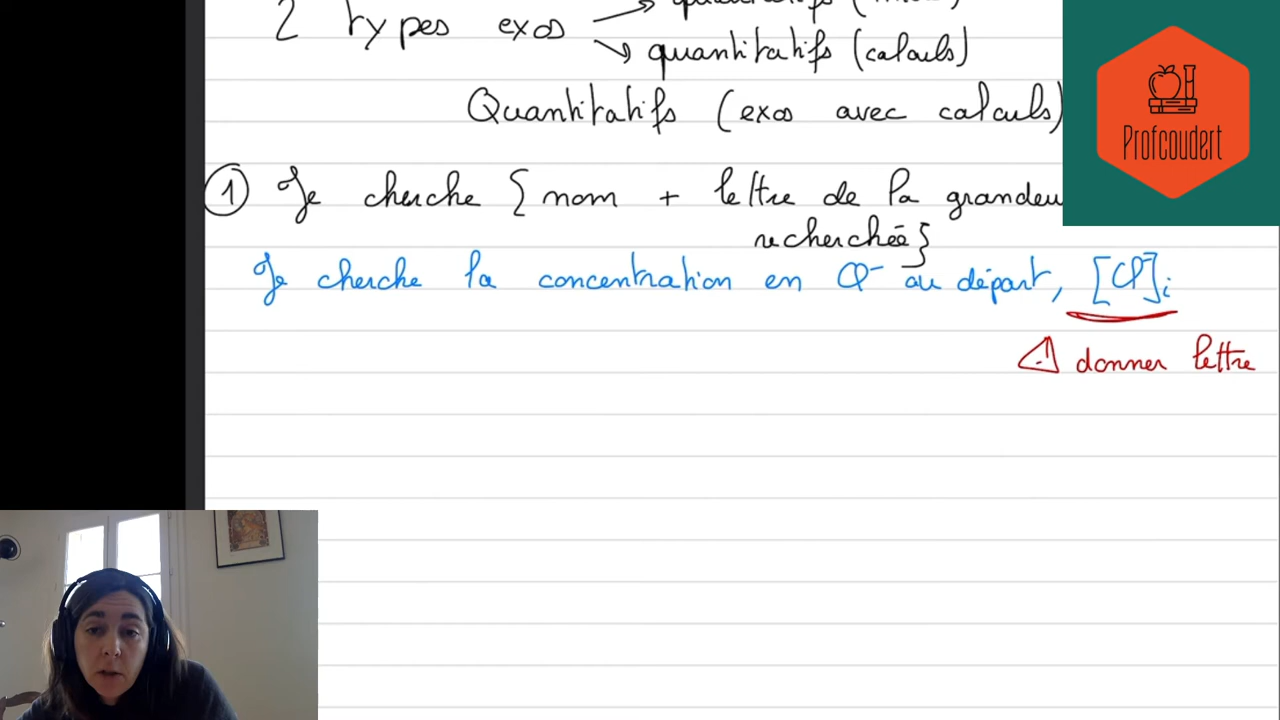 2 types exos
quantitatifs (calculs)
Quantitatifs (exos avec calculs)
Profcoudert
1 Je cherche {nom + lettre de la grandeur
recherchée}
Je cherche la concentration en Cl⁻ au départ, [Cl⁻]i
⚠ donner lettre